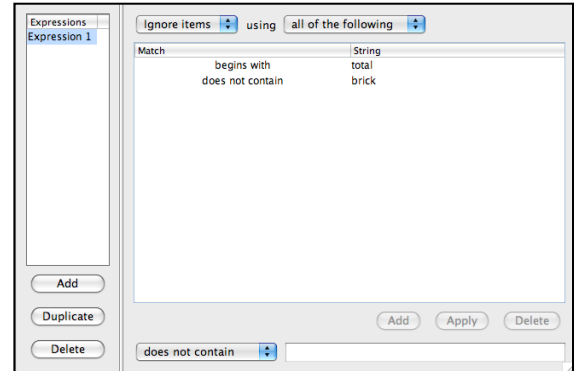 Expressions
Expression 1
Add
Duplicate
Delete
Ignore items using all of the following
Match String
begins with total
does not contain brick
Add Apply Delete
does not contain